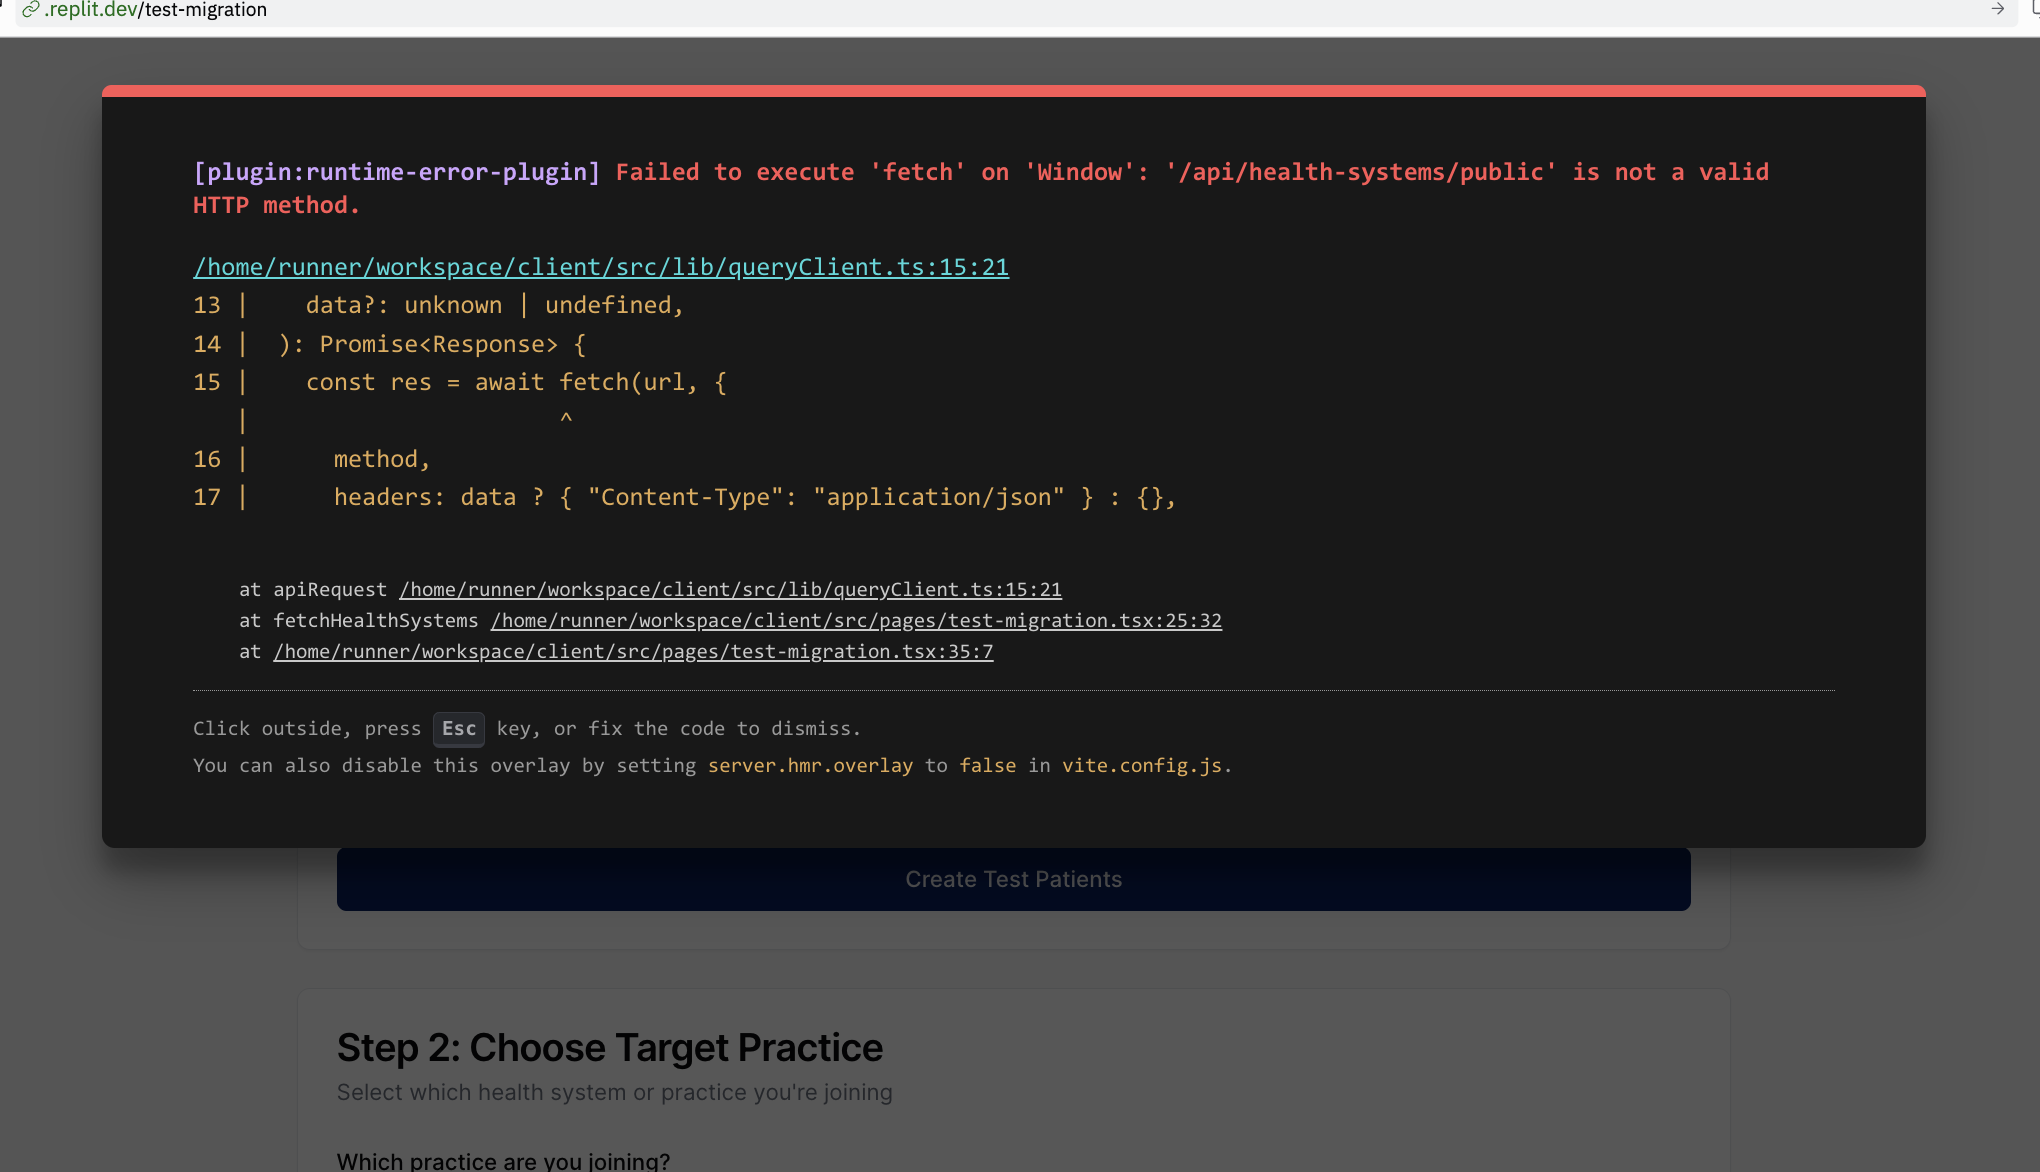 .replit.dev/test-migration
[plugin:runtime-error-plugin] Failed to execute 'fetch' on 'Window': '/api/health-systems/public' is not a valid
HTTP method.
/home/runner/workspace/client/src/lib/queryClient.ts:15:21
13 |    data?: unknown | undefined,
14 |  ): Promise<Response> {
15 |    const res = await fetch(url, {
   |                      ^
16 |      method,
17 |      headers: data ? { "Content-Type": "application/json" } : {},
at apiRequest /home/runner/workspace/client/src/lib/queryClient.ts:15:21
at fetchHealthSystems /home/runner/workspace/client/src/pages/test-migration.tsx:25:32
at /home/runner/workspace/client/src/pages/test-migration.tsx:35:7
Click outside, press Esc key, or fix the code to dismiss.
You can also disable this overlay by setting server.hmr.overlay to false in vite.config.js.
Create Test Patients
Step 2: Choose Target Practice
Select which health system or practice you're joining
Which practice are you joining?